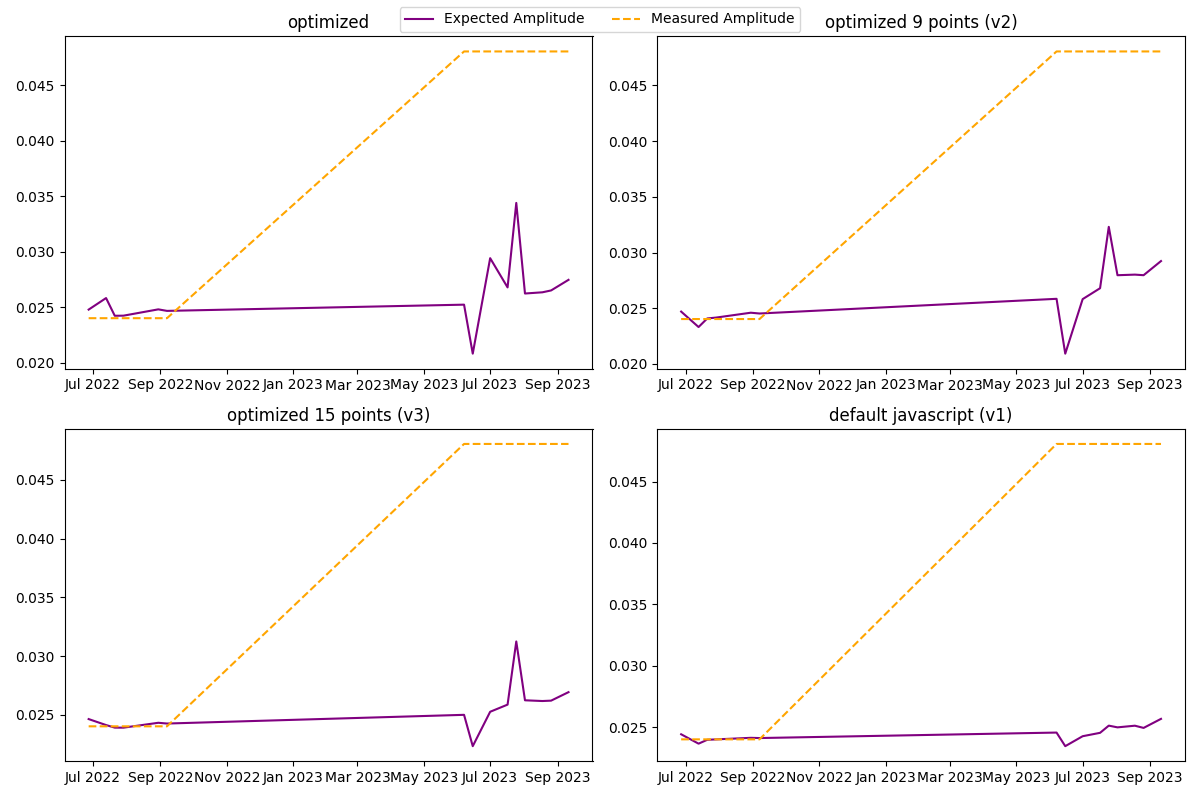 Expected Amplitude Measured Amplitude
optimized
0.045
0.040
0.035
0.030
0.025
0.020
Jul 2022 Sep 2022 Nov 2022 Jan 2023 Mar 2023 May 2023 Jul 2023 Sep 2023
optimized 9 points (v2)
0.045
0.040
0.035
0.030
0.025
0.020
Jul 2022 Sep 2022 Nov 2022 Jan 2023 Mar 2023 May 2023 Jul 2023 Sep 2023
optimized 15 points (v3)
0.045
0.040
0.035
0.030
0.025
Jul 2022 Sep 2022 Nov 2022 Jan 2023 Mar 2023 May 2023 Jul 2023 Sep 2023
default javascript (v1)
0.045
0.040
0.035
0.030
0.025
Jul 2022 Sep 2022 Nov 2022 Jan 2023 Mar 2023 May 2023 Jul 2023 Sep 2023